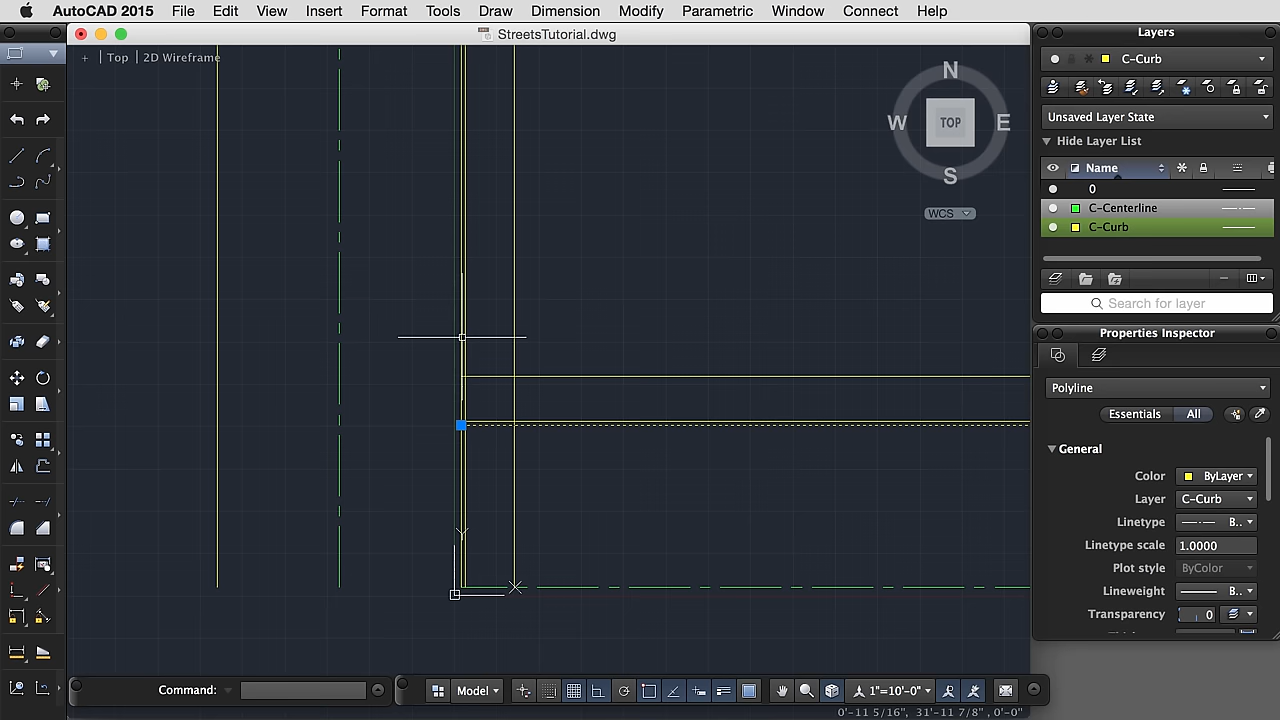 AutoCAD 2015 File Edit View Insert Format Tools Draw Dimension Modify Parametric Window Connect Help
StreetsTutorial.dwg
Layers
+ | Top | 2D Wireframe
C-Curb
N
W TOP E
S
WCS
Unsaved Layer State
Hide Layer List
Name
0
C-Centerline
C-Curb
Search for layer
Properties Inspector
Polyline
Essentials All
General
Color ByLayer
Layer C-Curb
Linetype B..
Linetype scale 1.0000
Plot style ByColor
Lineweight B..
Transparency 0
Y
X
Command:
Model
1"=10'-0"
0'-11 5/16", 31'-11 7/8" ,0'-0"